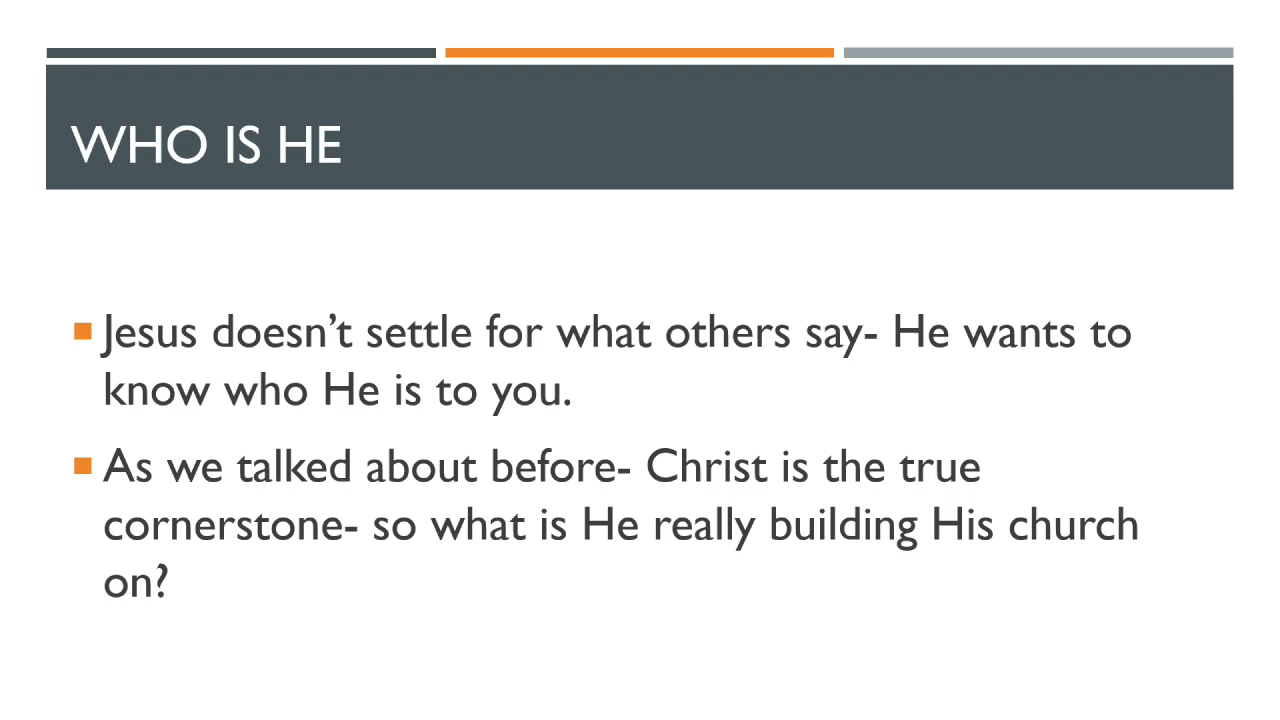 WHO IS HE
Jesus doesn’t settle for what others say- He wants to
know who He is to you.
As we talked about before- Christ is the true
cornerstone- so what is He really building His church
on?